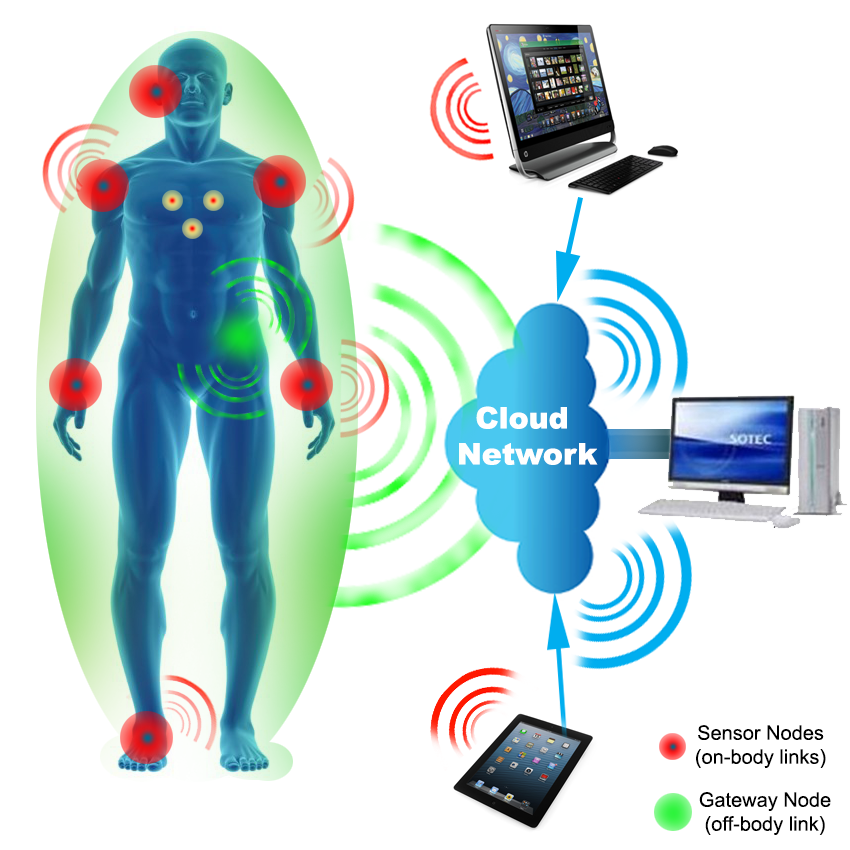 Cloud
Network
SOTEC
Sensor Nodes
(on-body links)
Gateway Node
(off-body link)